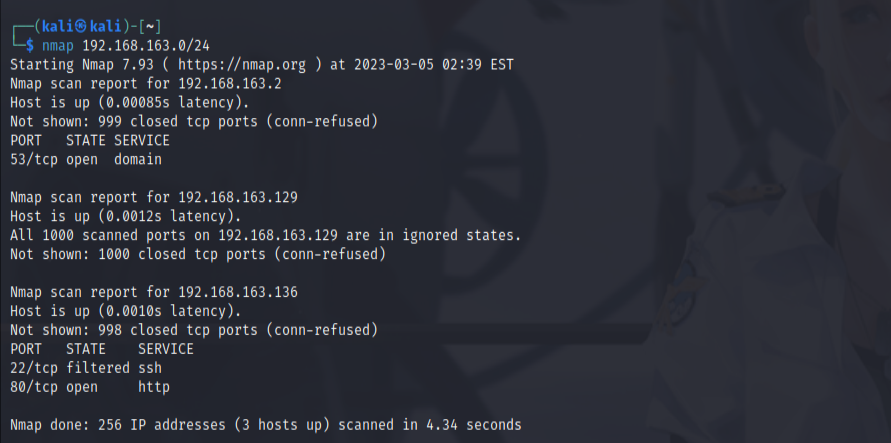 ┌──(kali㉿kali)-[~]
└─$ nmap 192.168.163.0/24
Starting Nmap 7.93 ( https://nmap.org ) at 2023-03-05 02:39 EST
Nmap scan report for 192.168.163.2
Host is up (0.00085s latency).
Not shown: 999 closed tcp ports (conn-refused)
PORT   STATE SERVICE
53/tcp open  domain

Nmap scan report for 192.168.163.129
Host is up (0.0012s latency).
All 1000 scanned ports on 192.168.163.129 are in ignored states.
Not shown: 1000 closed tcp ports (conn-refused)

Nmap scan report for 192.168.163.136
Host is up (0.0010s latency).
Not shown: 998 closed tcp ports (conn-refused)
PORT   STATE    SERVICE
22/tcp filtered ssh
80/tcp open     http

Nmap done: 256 IP addresses (3 hosts up) scanned in 4.34 seconds